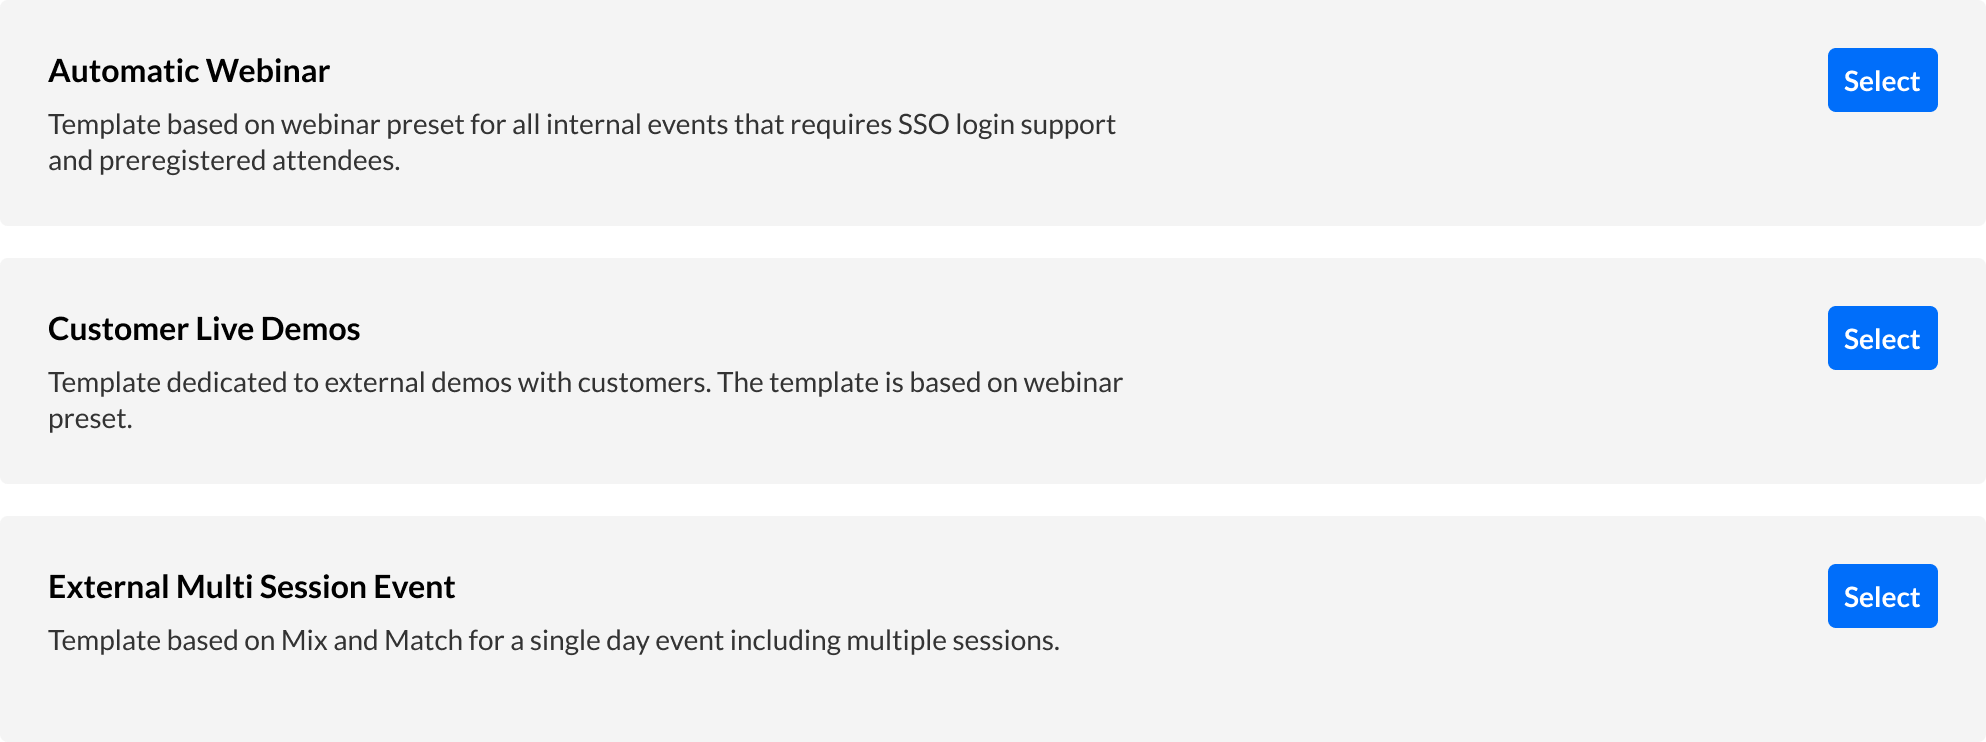 Automatic Webinar
Select
Template based on webinar preset for all internal events that requires SSO login support
and preregistered attendees.
Customer Live Demos
Select
Template dedicated to external demos with customers. The template is based on webinar
preset.
External Multi Session Event
Select
Template based on Mix and Match for a single day event including multiple sessions.